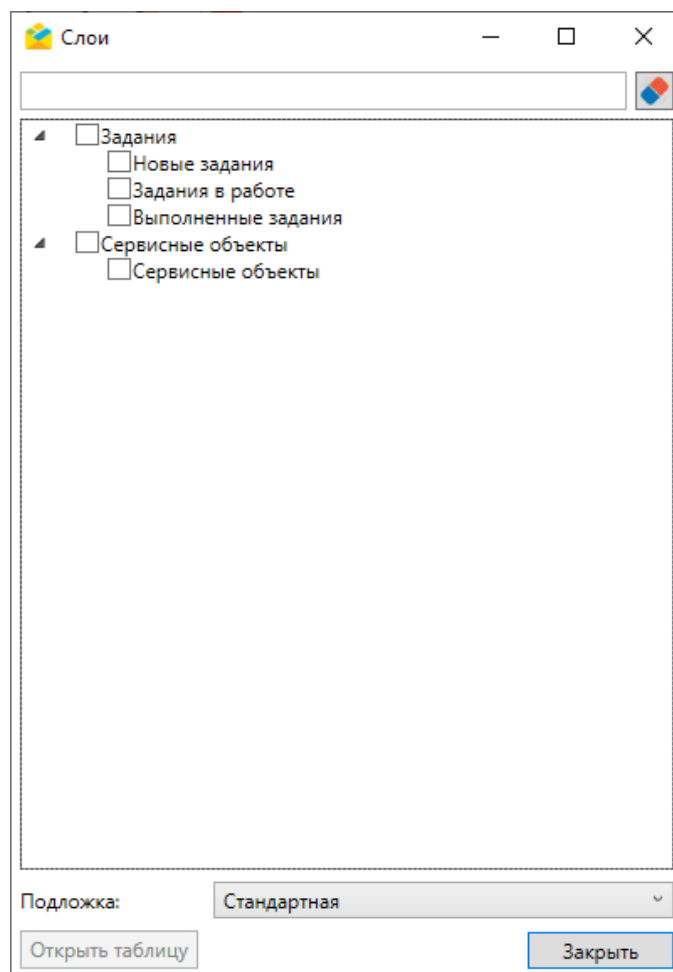 Слои
Задания
Новые задания
Задания в работе
Выполненные задания
Сервисные объекты
Сервисные объекты
Подложка: Стандартная
Открыть таблицу Закрыть